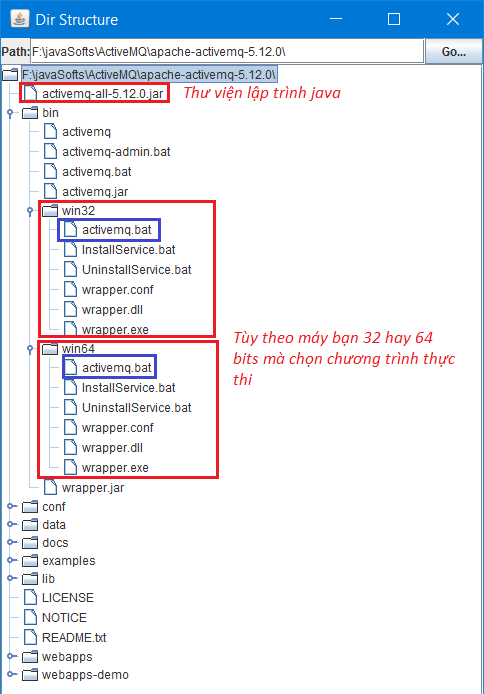 Dir Structure
Path: F:\javaSofts\ActiveMQ\apache-activemq-5.12.0\ Go...
F:\javaSofts\ActiveMQ\apache-activemq-5.12.0\
activemq-all-5.12.0.jar Thư viện lập trình java
bin
activemq
activemq-admin.bat
activemq.bat
activemq.jar
win32
activemq.bat
InstallService.bat
UninstallService.bat
wrapper.conf
wrapper.dll
wrapper.exe
Tùy theo máy bạn 32 hay 64
bits mà chọn chương trình thực
thi
win64
activemq.bat
InstallService.bat
UninstallService.bat
wrapper.conf
wrapper.dll
wrapper.exe
wrapper.jar
conf
data
docs
examples
lib
LICENSE
NOTICE
README.txt
webapps
webapps-demo